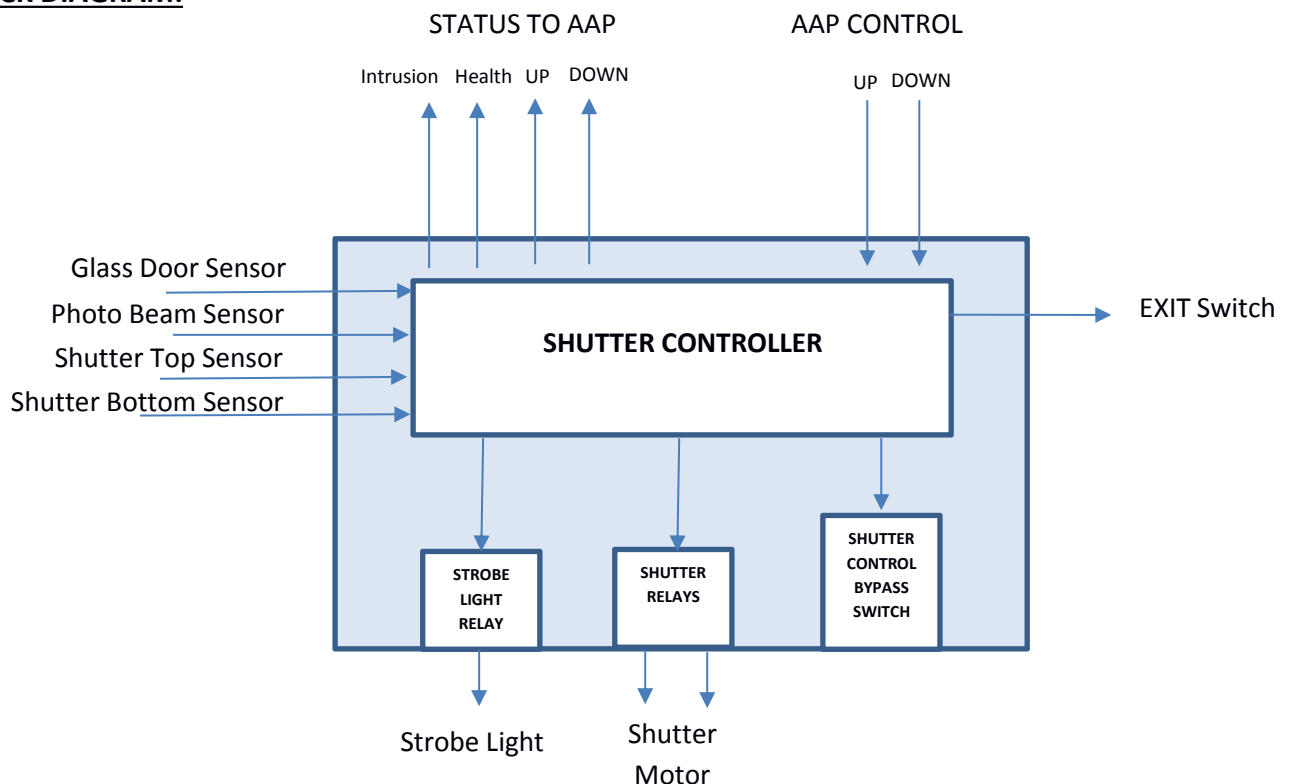 STATUS TO AAP
AAP CONTROL
Intrusion Health UP DOWN
UP DOWN
Glass Door Sensor
Photo Beam Sensor
Shutter Top Sensor
Shutter Bottom Sensor
SHUTTER CONTROLLER
EXIT Switch
STROBE
LIGHT
RELAY
SHUTTER
RELAYS
SHUTTER
CONTROL
BYPASS
SWITCH
Strobe Light
Shutter
Motor